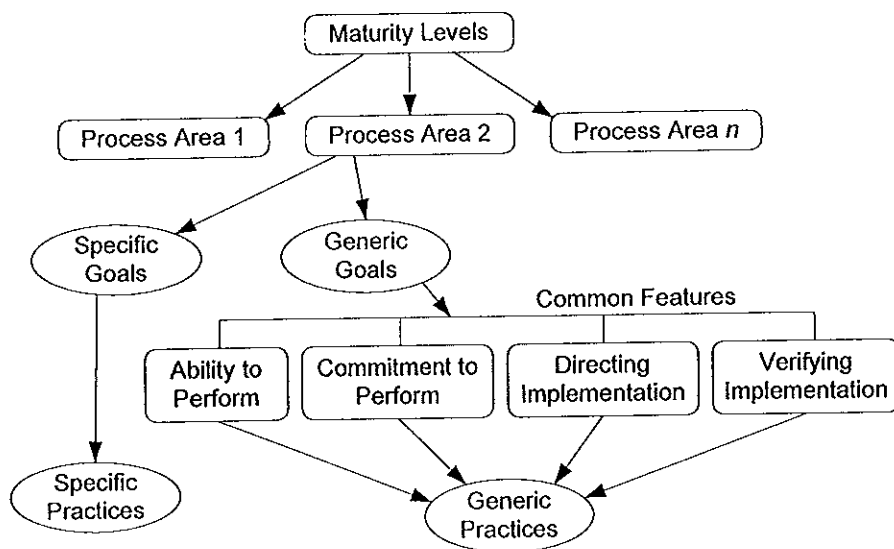 Maturity Levels
Process Area 1
Process Area 2
Process Area n
Specific
Goals
Generic
Goals
Common Features
Ability to
Perform
Commitment to
Perform
Directing
Implementation
Verifying
Implementation
Specific
Practices
Generic
Practices